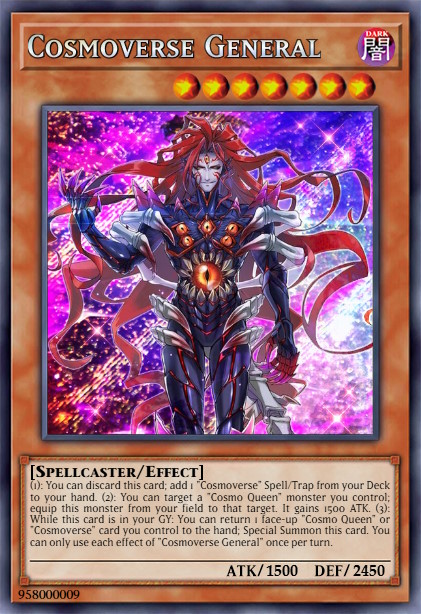 COSMOVERSE GENERAL
DARK
闇
[SPELLCASTER/EFFECT]
(1): You can discard this card; add 1 "Cosmoverse" Spell/Trap from your Deck
to your hand. (2): You can target a "Cosmo Queen" monster you control;
equip this monster from your field to that target. It gains 1500 ATK. (3):
While this card is in your GY: You can return 1 face-up "Cosmo Queen" or
"Cosmoverse" card you control to the hand; Special Summon this card. You
can only use each effect of "Cosmoverse General" once per turn.
ATK/1500 DEF/2450
958000009